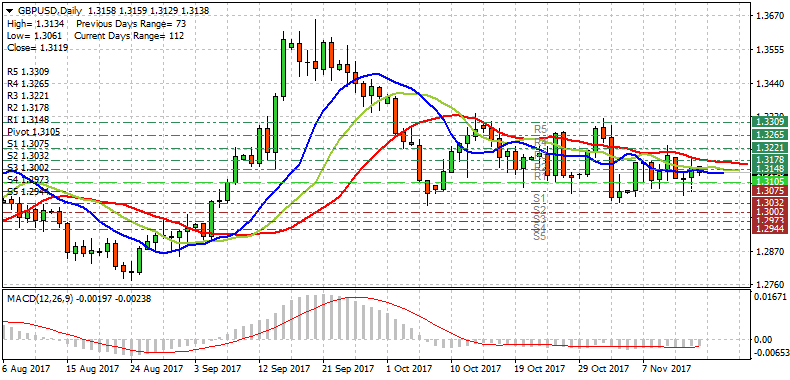 GBPUSD,Daily 1.3158 1.3159 1.3129 1.3138
High= 1.3134 Previous Days Range= 73
Low= 1.3061 Current Days Range= 112
Close= 1.3119
R5 1.3309
R4 1.3265
R3 1.3221
R2 1.3178
R1 1.3148
Pivot 1.3105
S1 1.3075
S2 1.3032
S3 1.3002
S4 1.2973
S5 1.2944
R5
S1
S5
1.3670
1.3555
1.3440
1.3309
1.3265
1.3221
1.3178
1.3148
1.3075
1.3032
1.3002
1.2973
1.2944
1.2870
1.2760
MACD(12,26,9) -0.00197 -0.00238
0.01671
0.00
-0.00653
6 Aug 2017 15 Aug 2017 24 Aug 2017 3 Sep 2017 12 Sep 2017 21 Sep 2017 1 Oct 2017 10 Oct 2017 19 Oct 2017 29 Oct 2017 7 Nov 2017